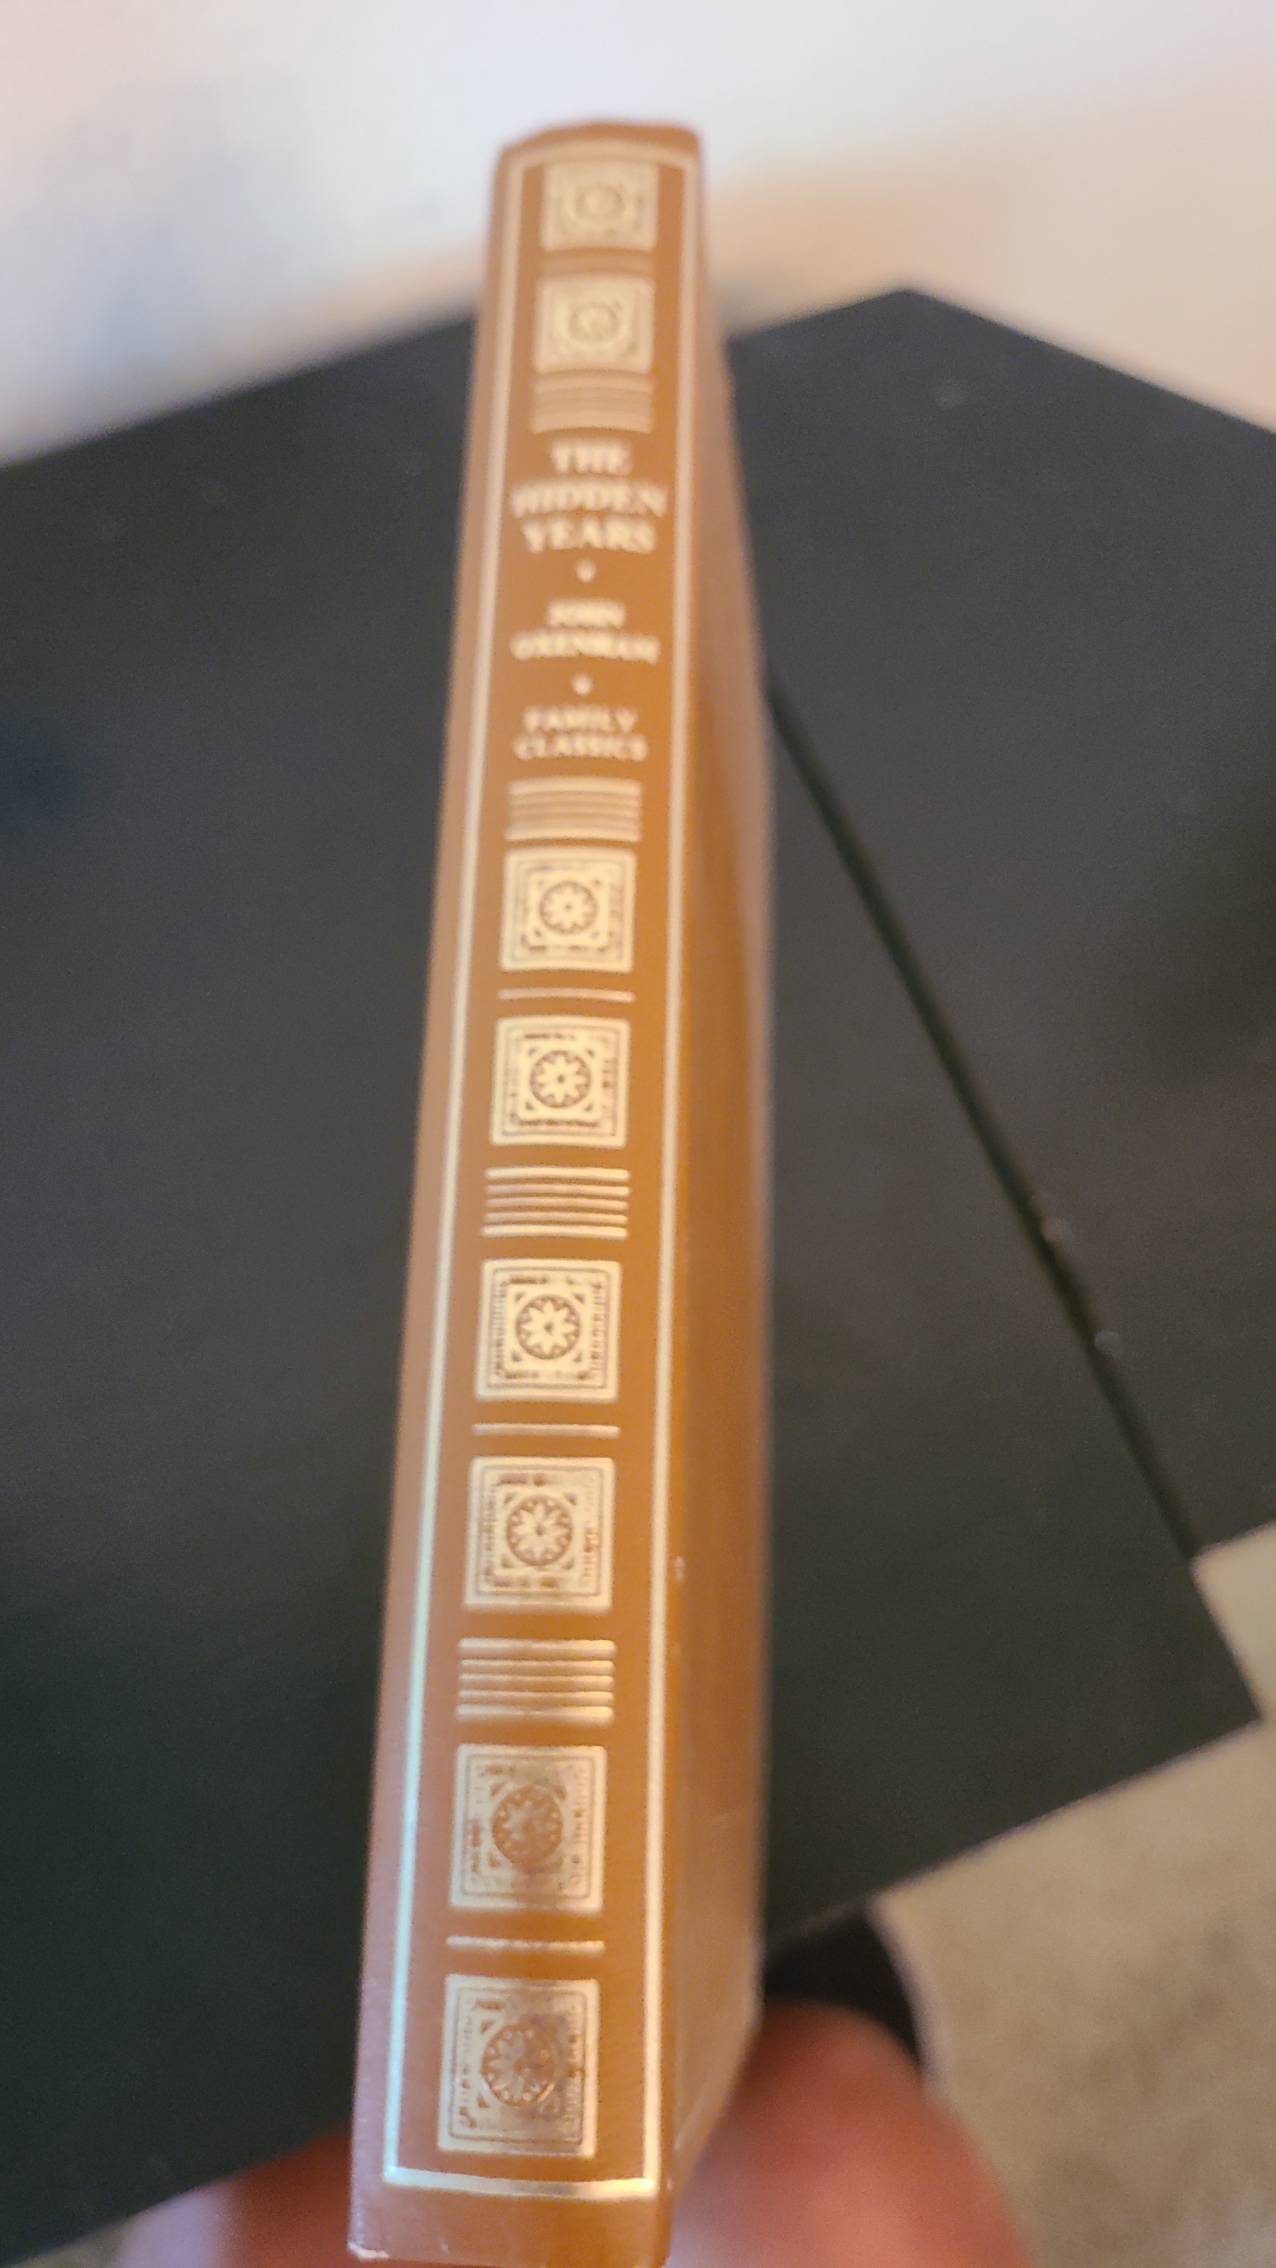 THE
HIDDEN
YEARS
JOHN
OXENHAM
FAMILY
CLASSICS